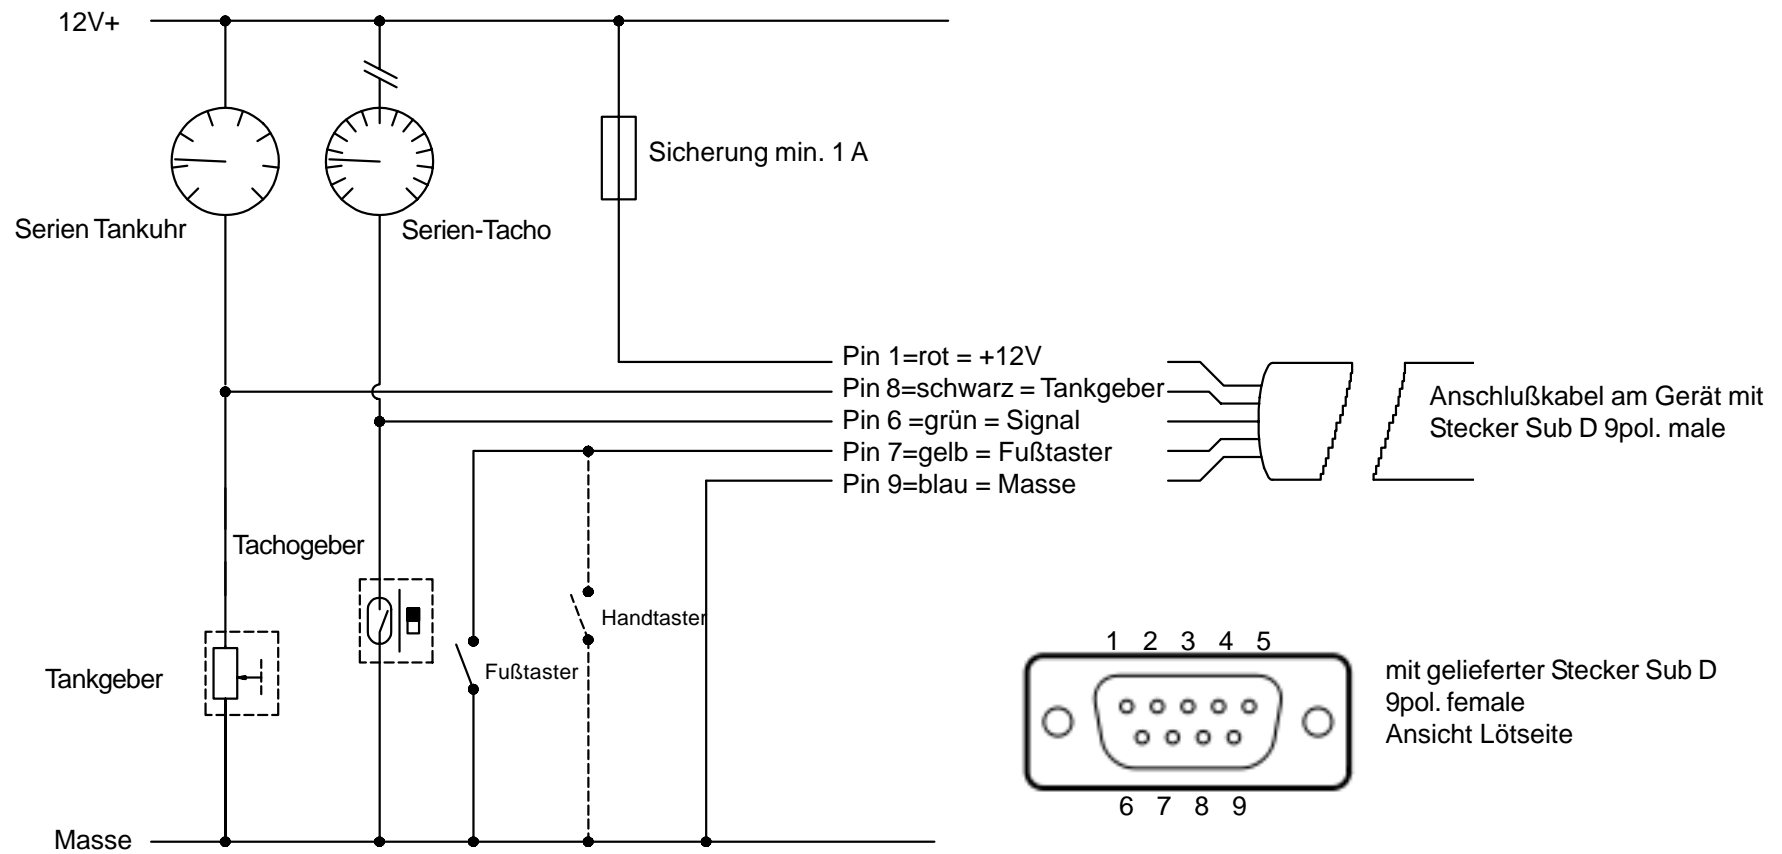 12V+
Sicherung min. 1 A
Serien Tankuhr
Serien-Tacho
Pin 1=rot = +12V
Pin 8=schwarz = Tankgeber
Pin 6 =grün = Signal
Pin 7=gelb = Fußtaster
Pin 9=blau = Masse
Anschlußkabel am Gerät mit
Stecker Sub D 9pol. male
Tachogeber
Handtaster
Fußtaster
Tankgeber
1 2 3 4 5
6 7 8 9
mit gelieferter Stecker Sub D
9pol. female
Ansicht Lötseite
Masse